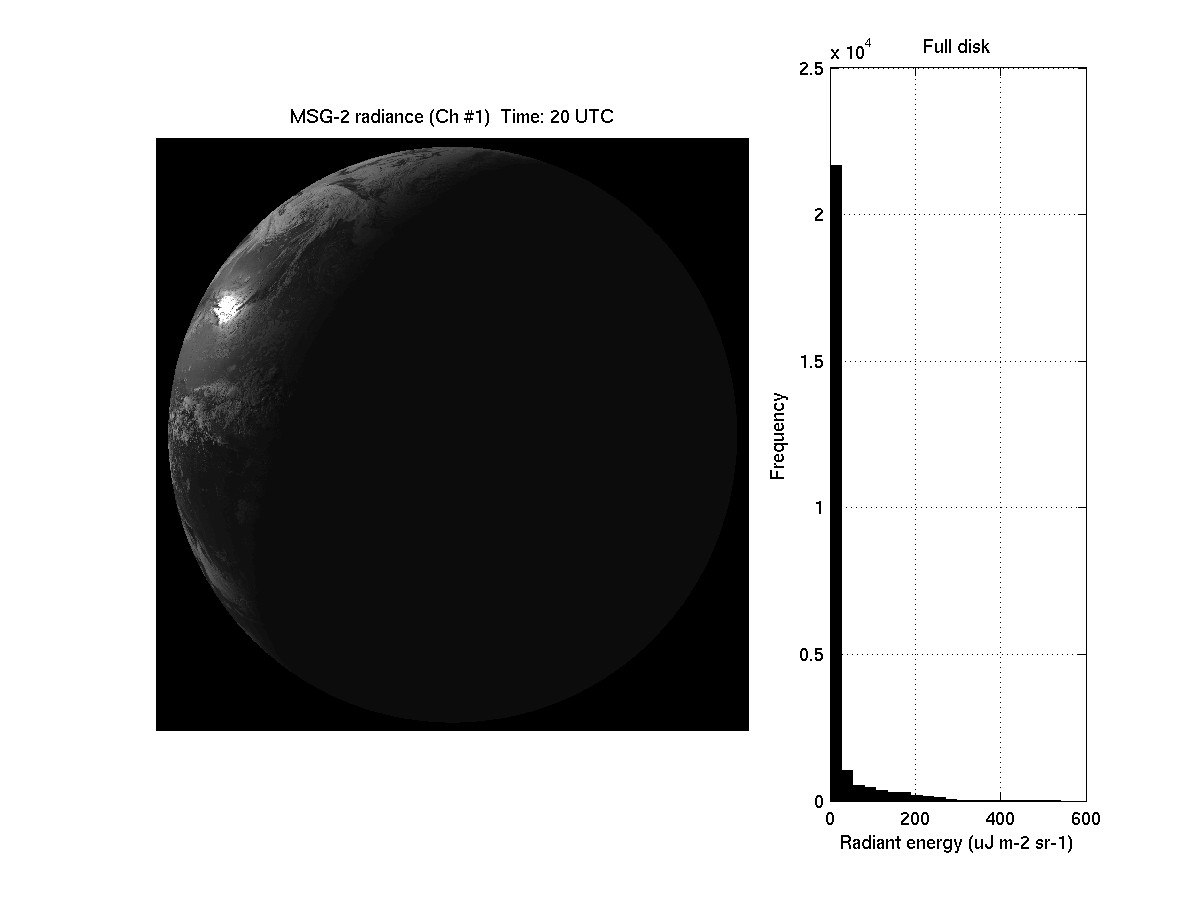 MSG-2 radiance (Ch #1)  Time: 20 UTC
Full disk
x 10^4
2.5
2
1.5
1
0.5
0
0 200 400 600
Frequency
Radiant energy (uJ m-2 sr-1)